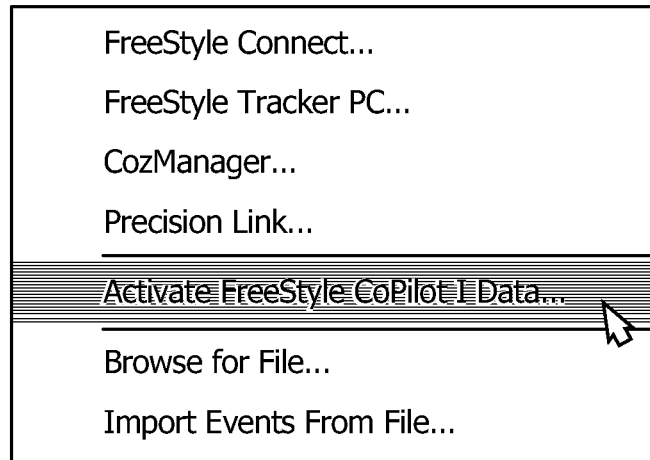 FreeStyle Connect...
FreeStyle Tracker PC...
CozManager...
Precision Link...
Activate FreeStyle CoPilot I Data...
Browse for File...
Import Events From File...